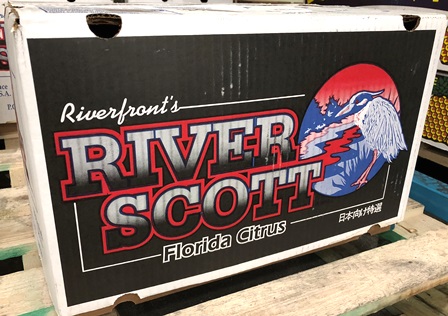 Riverfront's
RIVER
SCOTT
Florida Citrus
日本向け特選